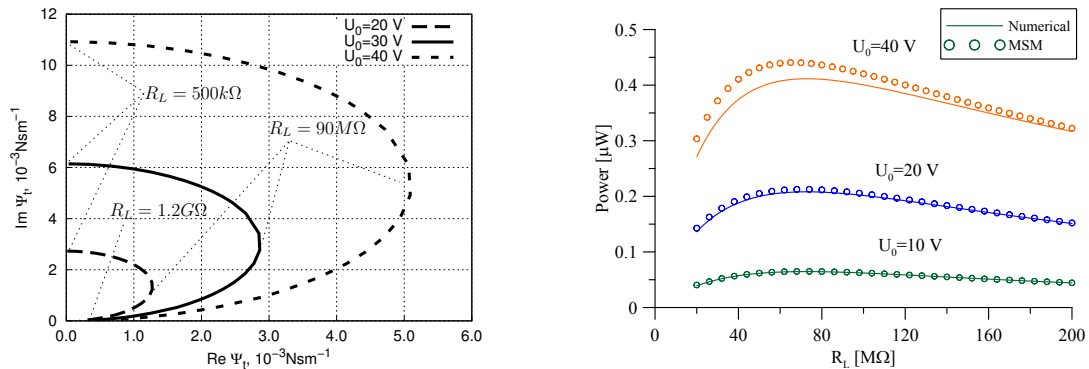 U₀=20 V
U₀=30 V
U₀=40 V
12
10
8
6
4
2
0
Im Ψₜ, 10⁻³Nsm⁻¹
R_L = 500kΩ
R_L = 90MΩ
R_L = 1.2GΩ
0.0 1.0 2.0 3.0 4.0 5.0 6.0
Re Ψₜ, 10⁻³Nsm⁻¹
Numerical
MSM
U₀=40 V
U₀=20 V
U₀=10 V
0.5
0.4
0.3
0.2
0.1
0
Power [µW]
0 40 80 120 160 200
R_L [MΩ]